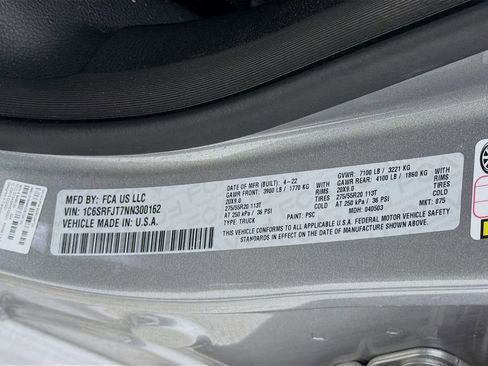 MFD BY: FCA US LLC
VIN: 1C6SRFJT7NN300162
VEHICLE MADE IN: U.S.A.
DATE OF MFR (BUILT): 4-22
GAWR FRONT: 3900 LB / 1770 KG WITH
20X9.0 RIMS
275/55R20 113T TIRES
AT 250 kPal / 36 PSI COLD
TYPE: TRUCK
GVWR: 7100 LB / 3221 KG
GAWR REAR: 4100 LB / 1860 KG WITH
20X9.0 RIMS
275/55R20 113T TIRES
AT 250 kPal / 36 PSI COLD
MDH: 040503 MKT: 875
THIS VEHICLE CONFORMS TO ALL APPLICABLE U.S.A. FEDERAL MOTOR VEHICLE SAFETY
STANDARDS IN EFFECT ON THE DATE OF MANUFACTURE SHOWN ABOVE